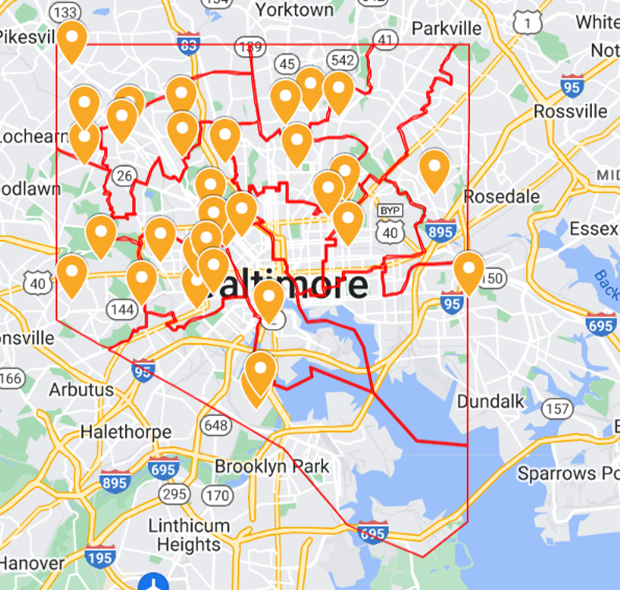 133
Yorktown
Parkville
1
White
Pikesvil
83
139
41
Not
45
542
95
Rossville
Lochearn
26
odlawn
MID
Rosedale
BYP
40
895
Essex
40
150
Back
altimore
144
2
95
695
onsville
95
166
Arbutus
Dundalk
157
Halethorpe
648
Brooklyn Park
695
895
295
170
Sparrows Po
Linthicum
Heights
695
Hanover
195